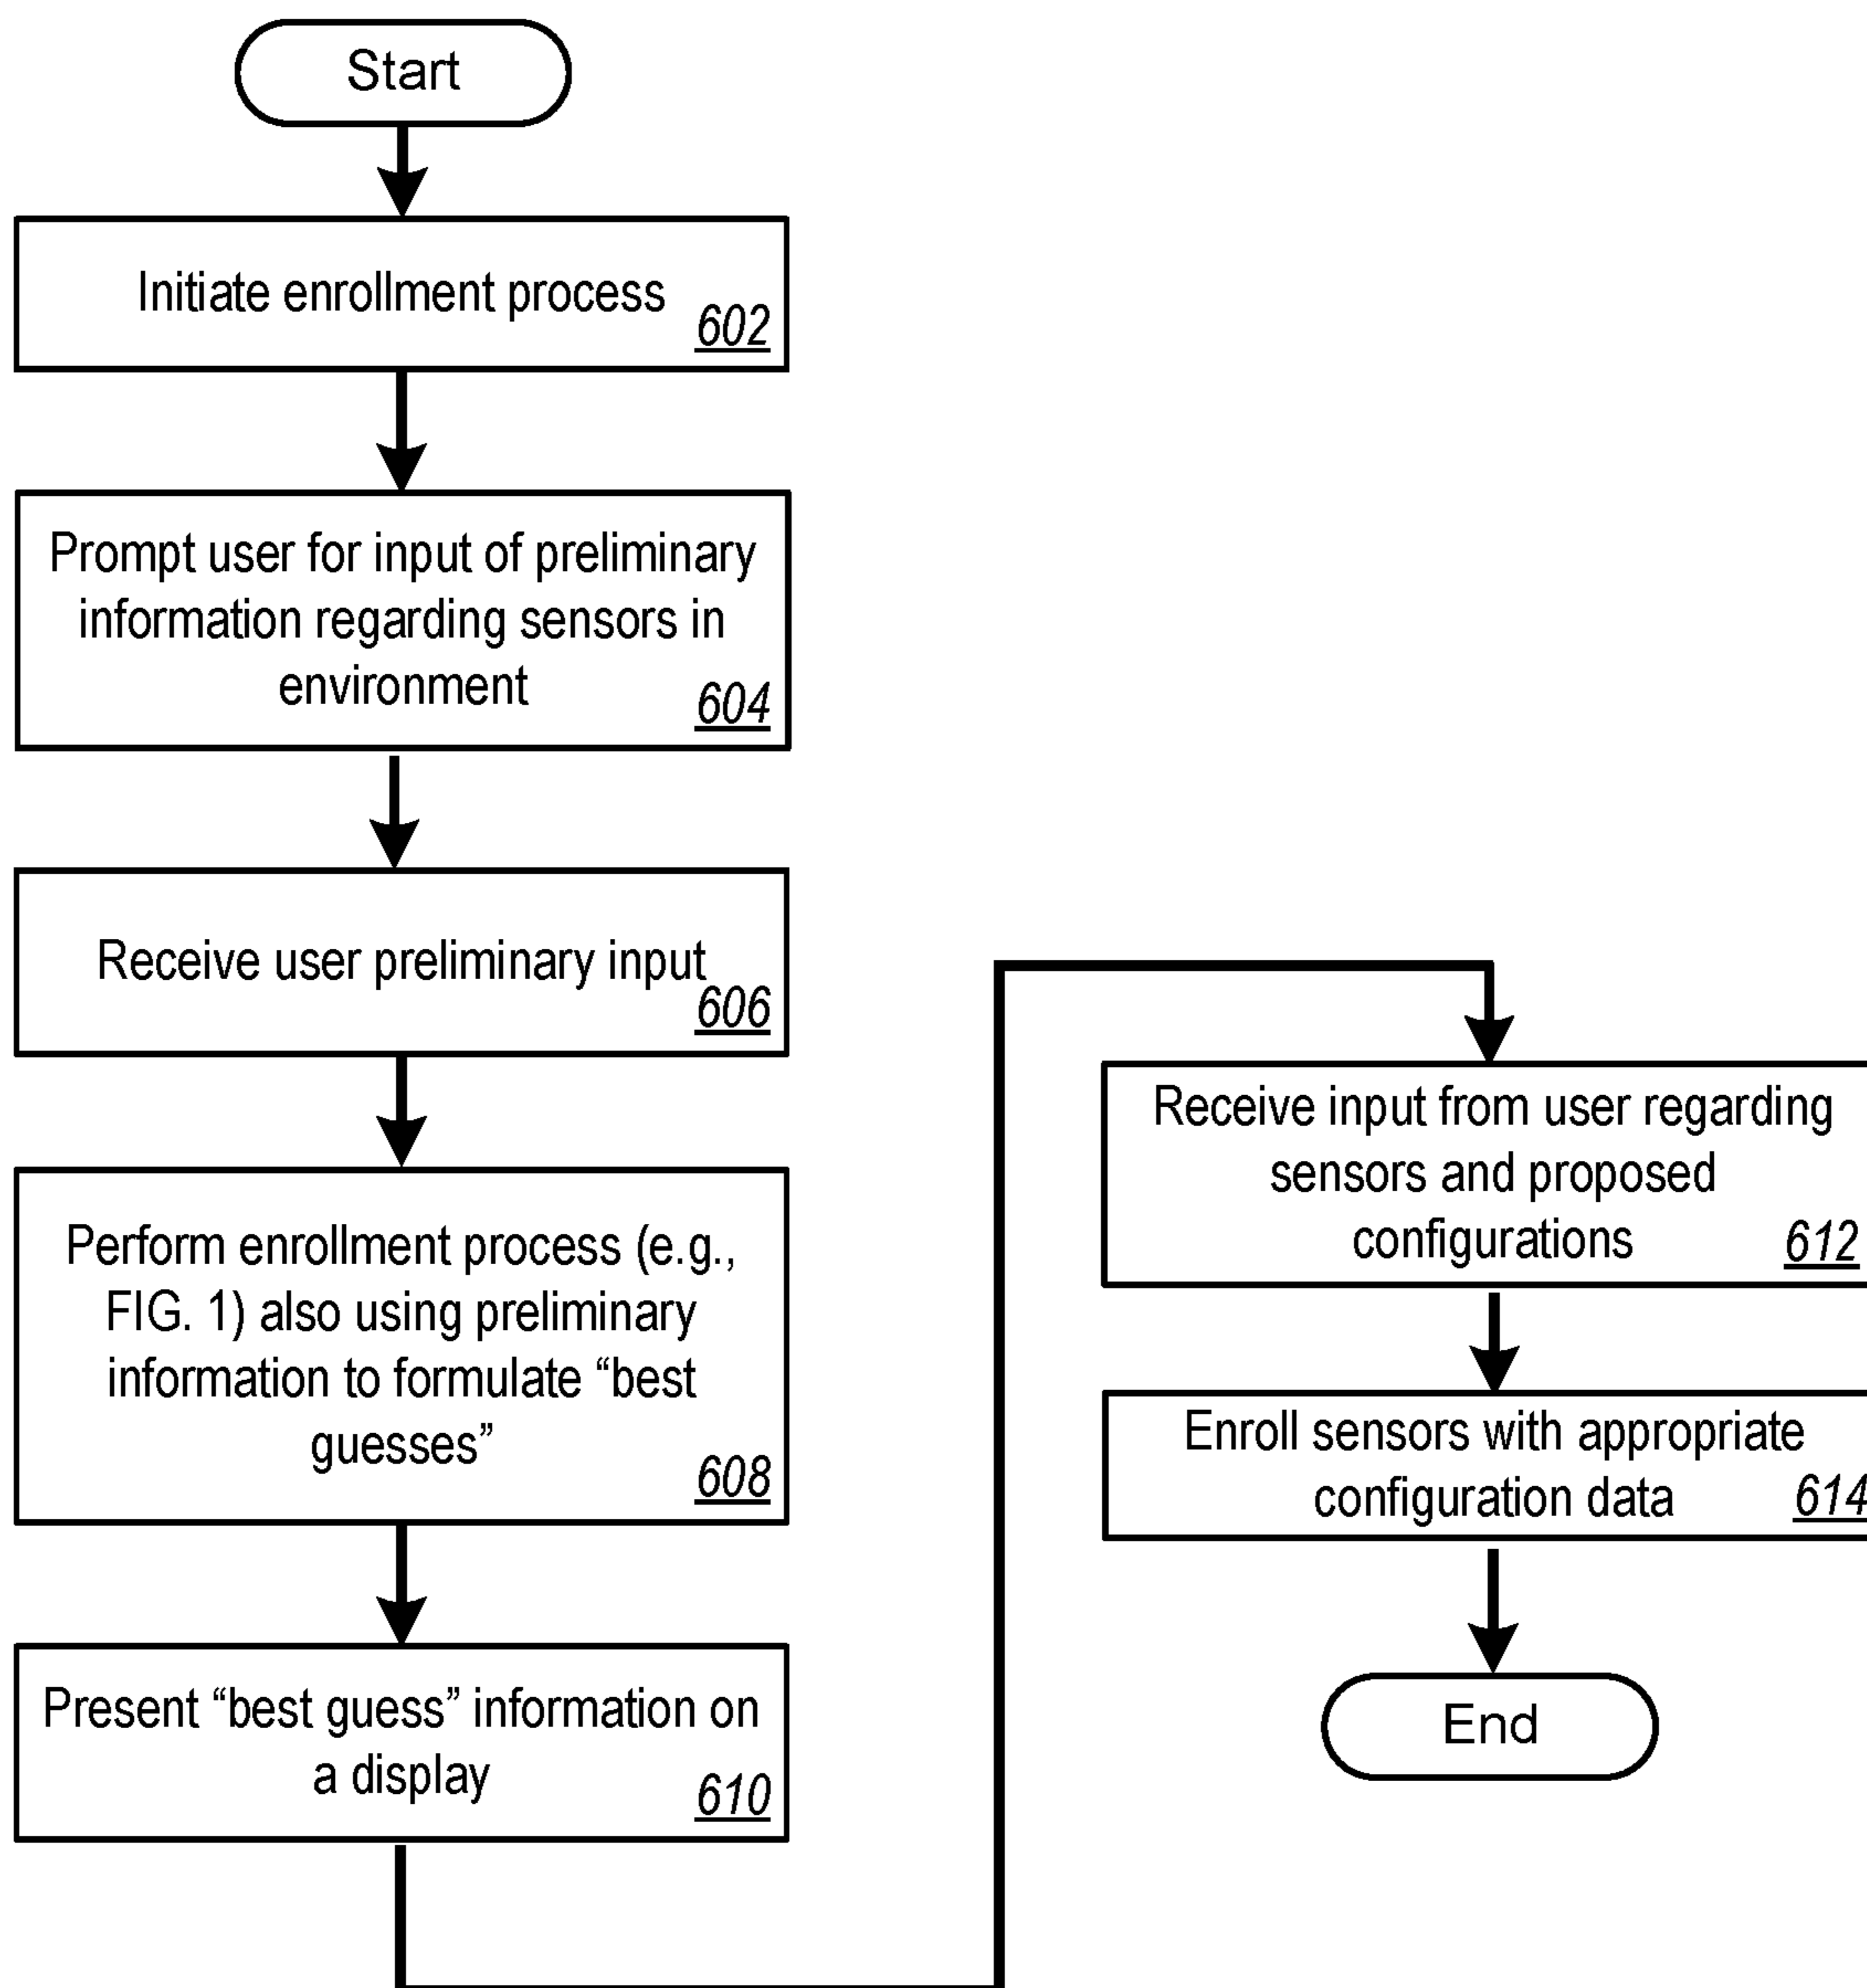 Start
Initiate enrollment process
602
Prompt user for input of preliminary
information regarding sensors in
environment
604
Receive user preliminary input
606
Perform enrollment process (e.g.,
FIG. 1) also using preliminary
information to formulate “best
guesses”
608
Present “best guess” information on
a display
610
Receive input from user regarding
sensors and proposed
configurations
612
Enroll sensors with appropriate
configuration data
614
End